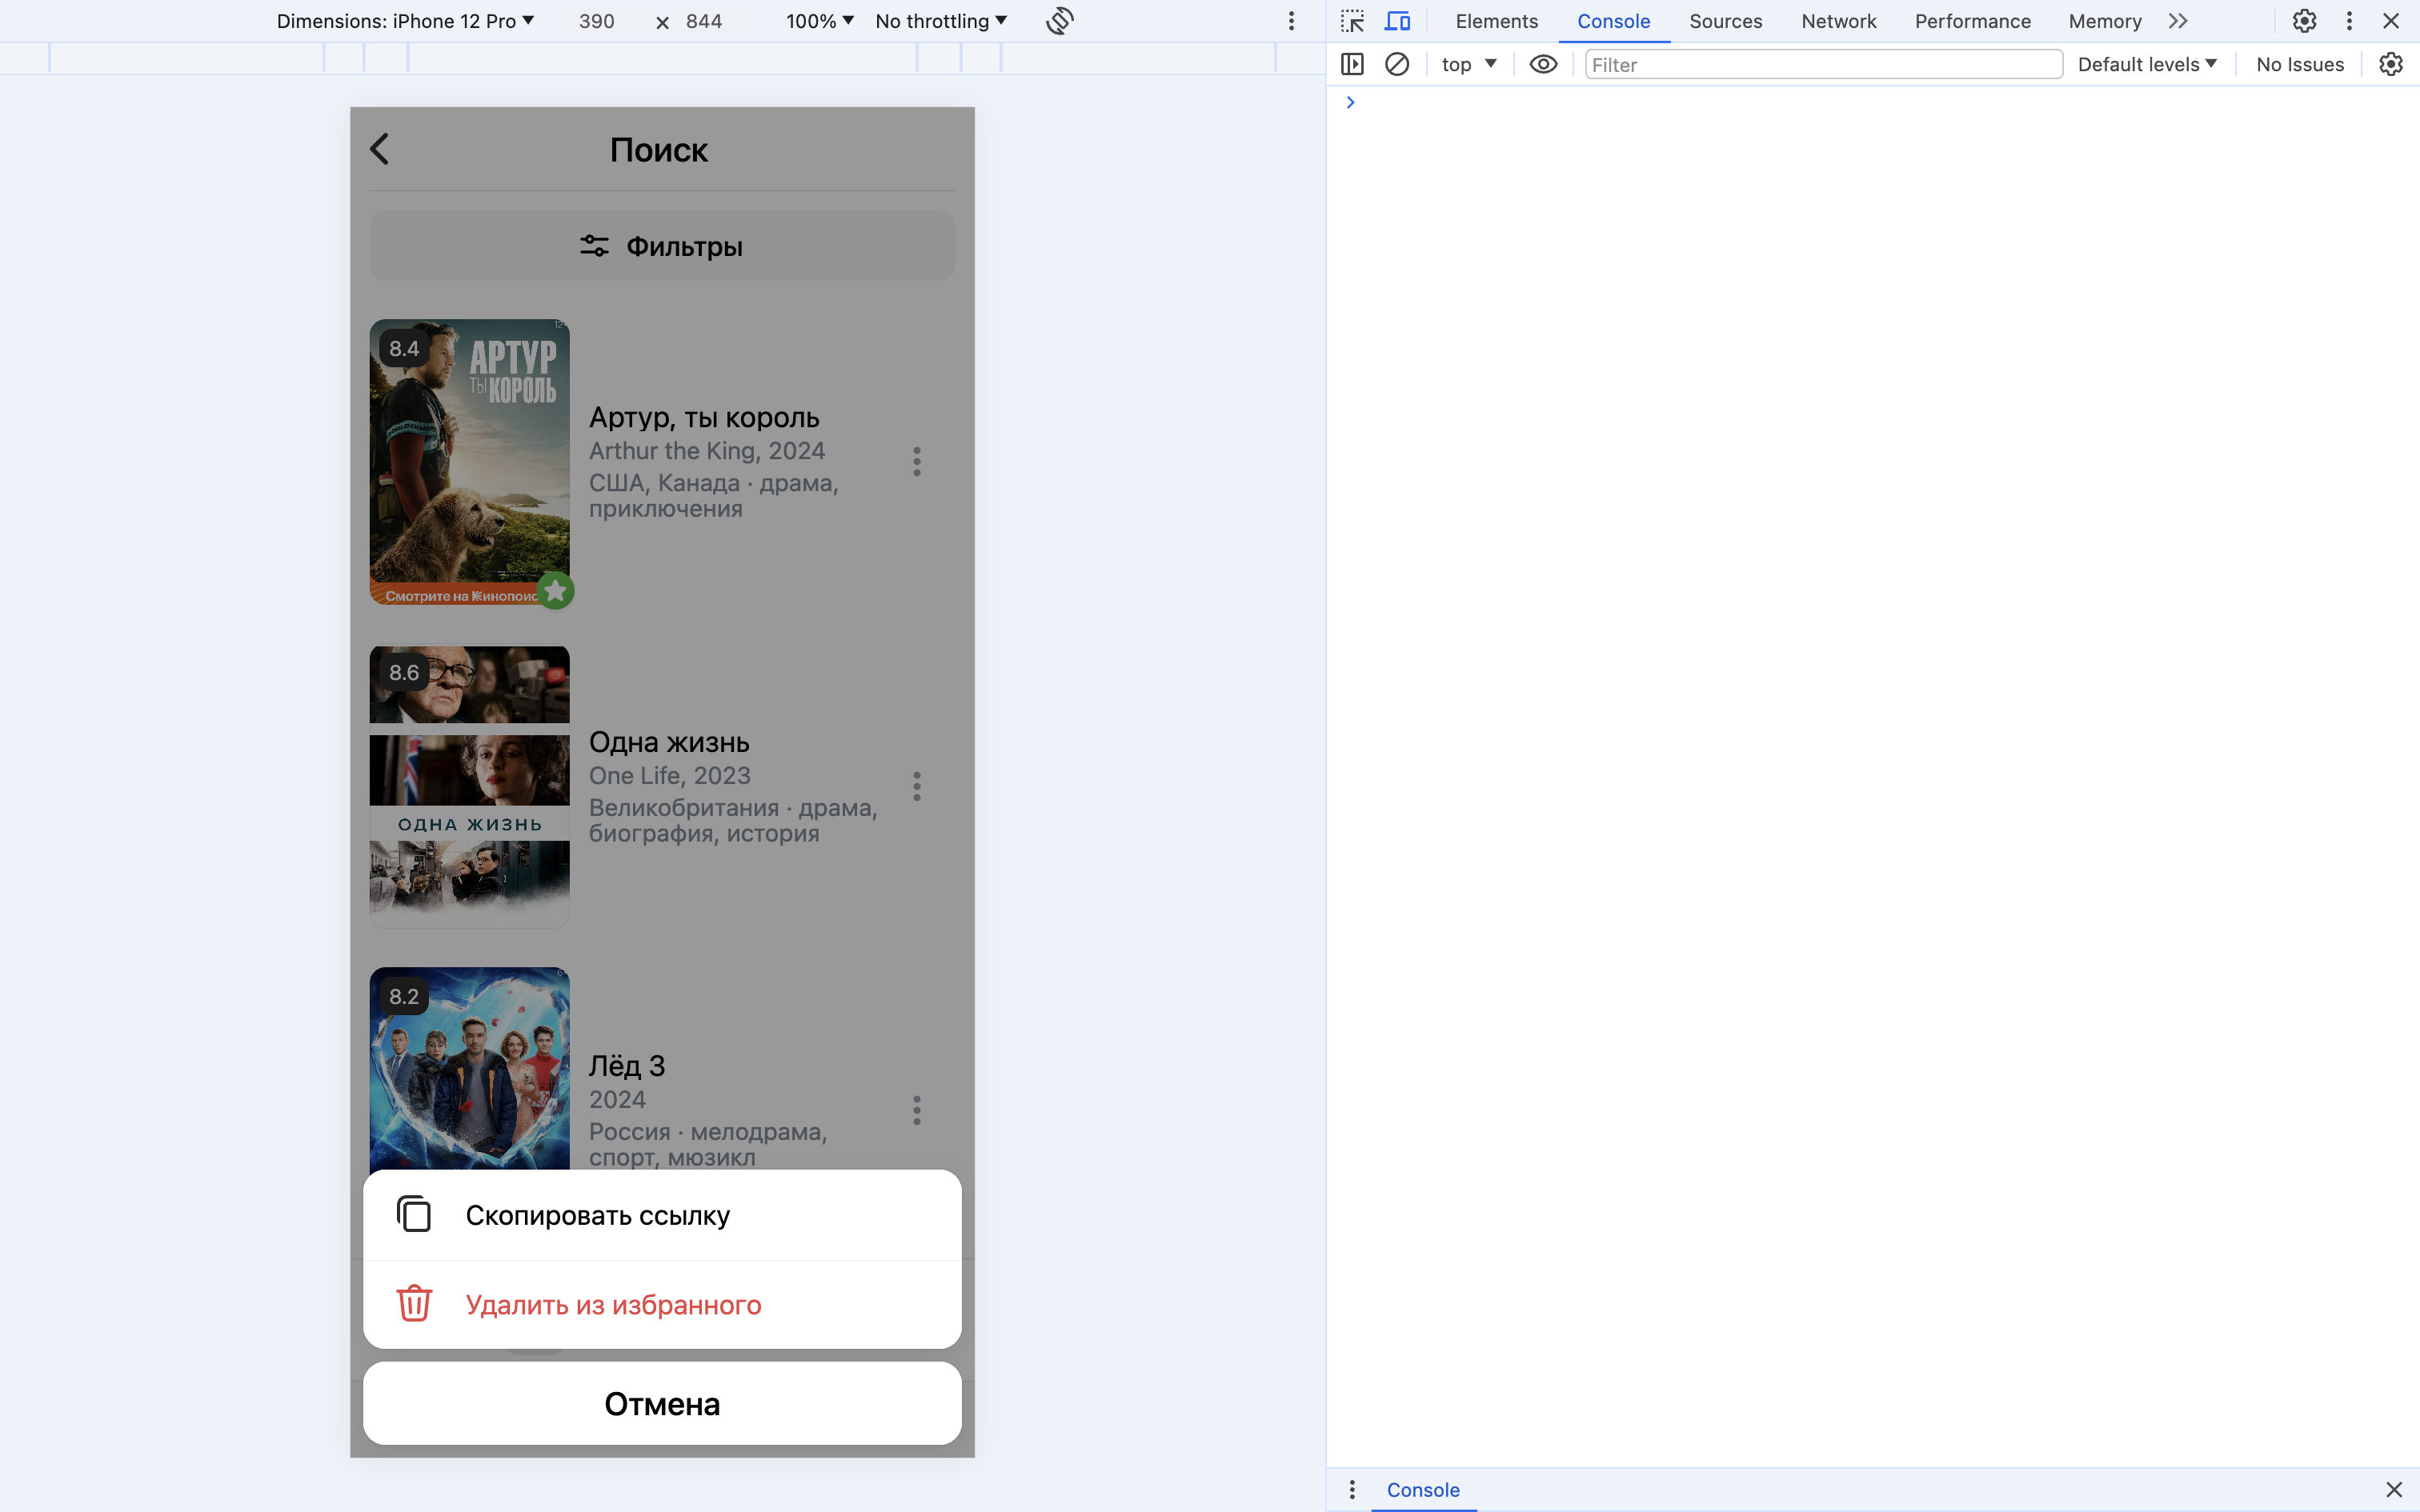 Dimensions: iPhone 12 Pro 390 × 844 100% No throttling
Elements Console Sources Network Performance Memory
top Filter Default levels No Issues
Поиск
Фильтры
8.4
АРТУР
ТЫ КОРОЛЬ
Смотрите на Кинопоис
Артур, ты король
Arthur the King, 2024
США, Канада · драма,
приключения
8.6
ОДНА ЖИЗНЬ
Одна жизнь
One Life, 2023
Великобритания · драма,
биография, история
8.2
Лёд 3
2024
Россия · мелодрама,
спорт, мюзикл
Скопировать ссылку
Удалить из избранного
Отмена
Console